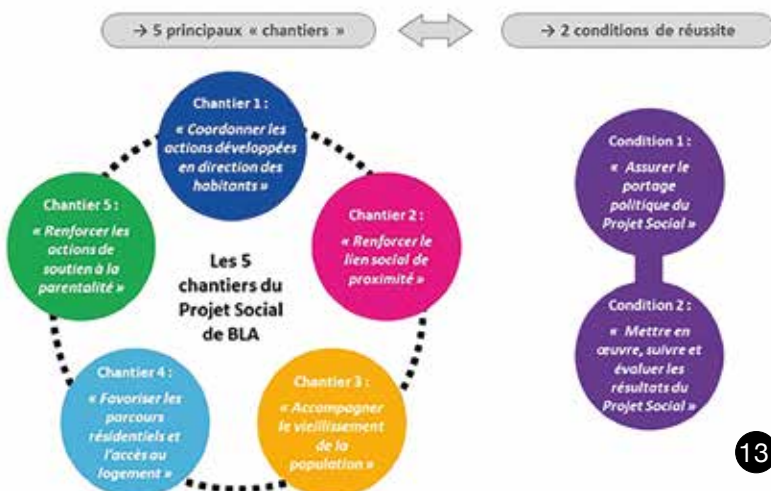 → 5 principaux « chantiers »
→ 2 conditions de réussite
Chantier 1 :
« Coordonner les
actions développées
en direction des
habitants »
Chantier 2 :
« Renforcer le
lien social de
proximité »
Chantier 3 :
« Accompagner
le vieillissement
de la
population »
Chantier 4 :
« Favoriser les
parcours
résidentiels et
l'accès au
logement »
Chantier 5 :
« Renforcer les
actions de
soutien à la
parentalité »
Les 5
chantiers du
Projet Social
de BLA
Condition 1 :
« Assurer le
portage
politique du
Projet Social »
Condition 2 :
« Mettre en
œuvre, suivre et
évaluer les
résultats du
Projet Social »
13